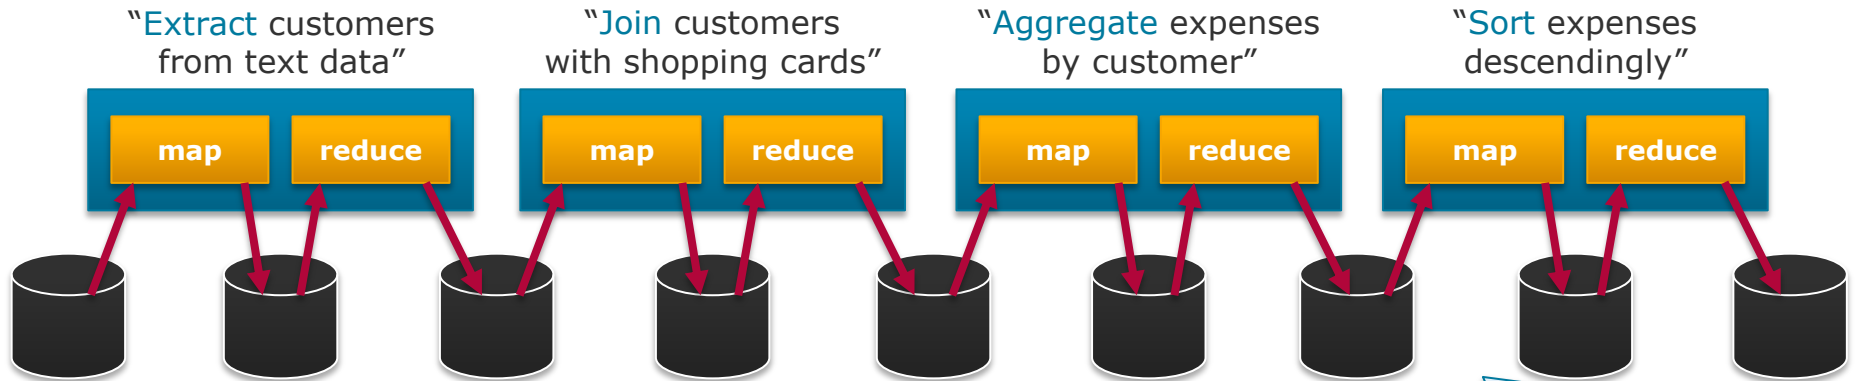 “Extract customers
from text data”
“Join customers
with shopping cards”
“Aggregate expenses
by customer”
“Sort expenses
descendingly”
map
reduce
map
reduce
map
reduce
map
reduce